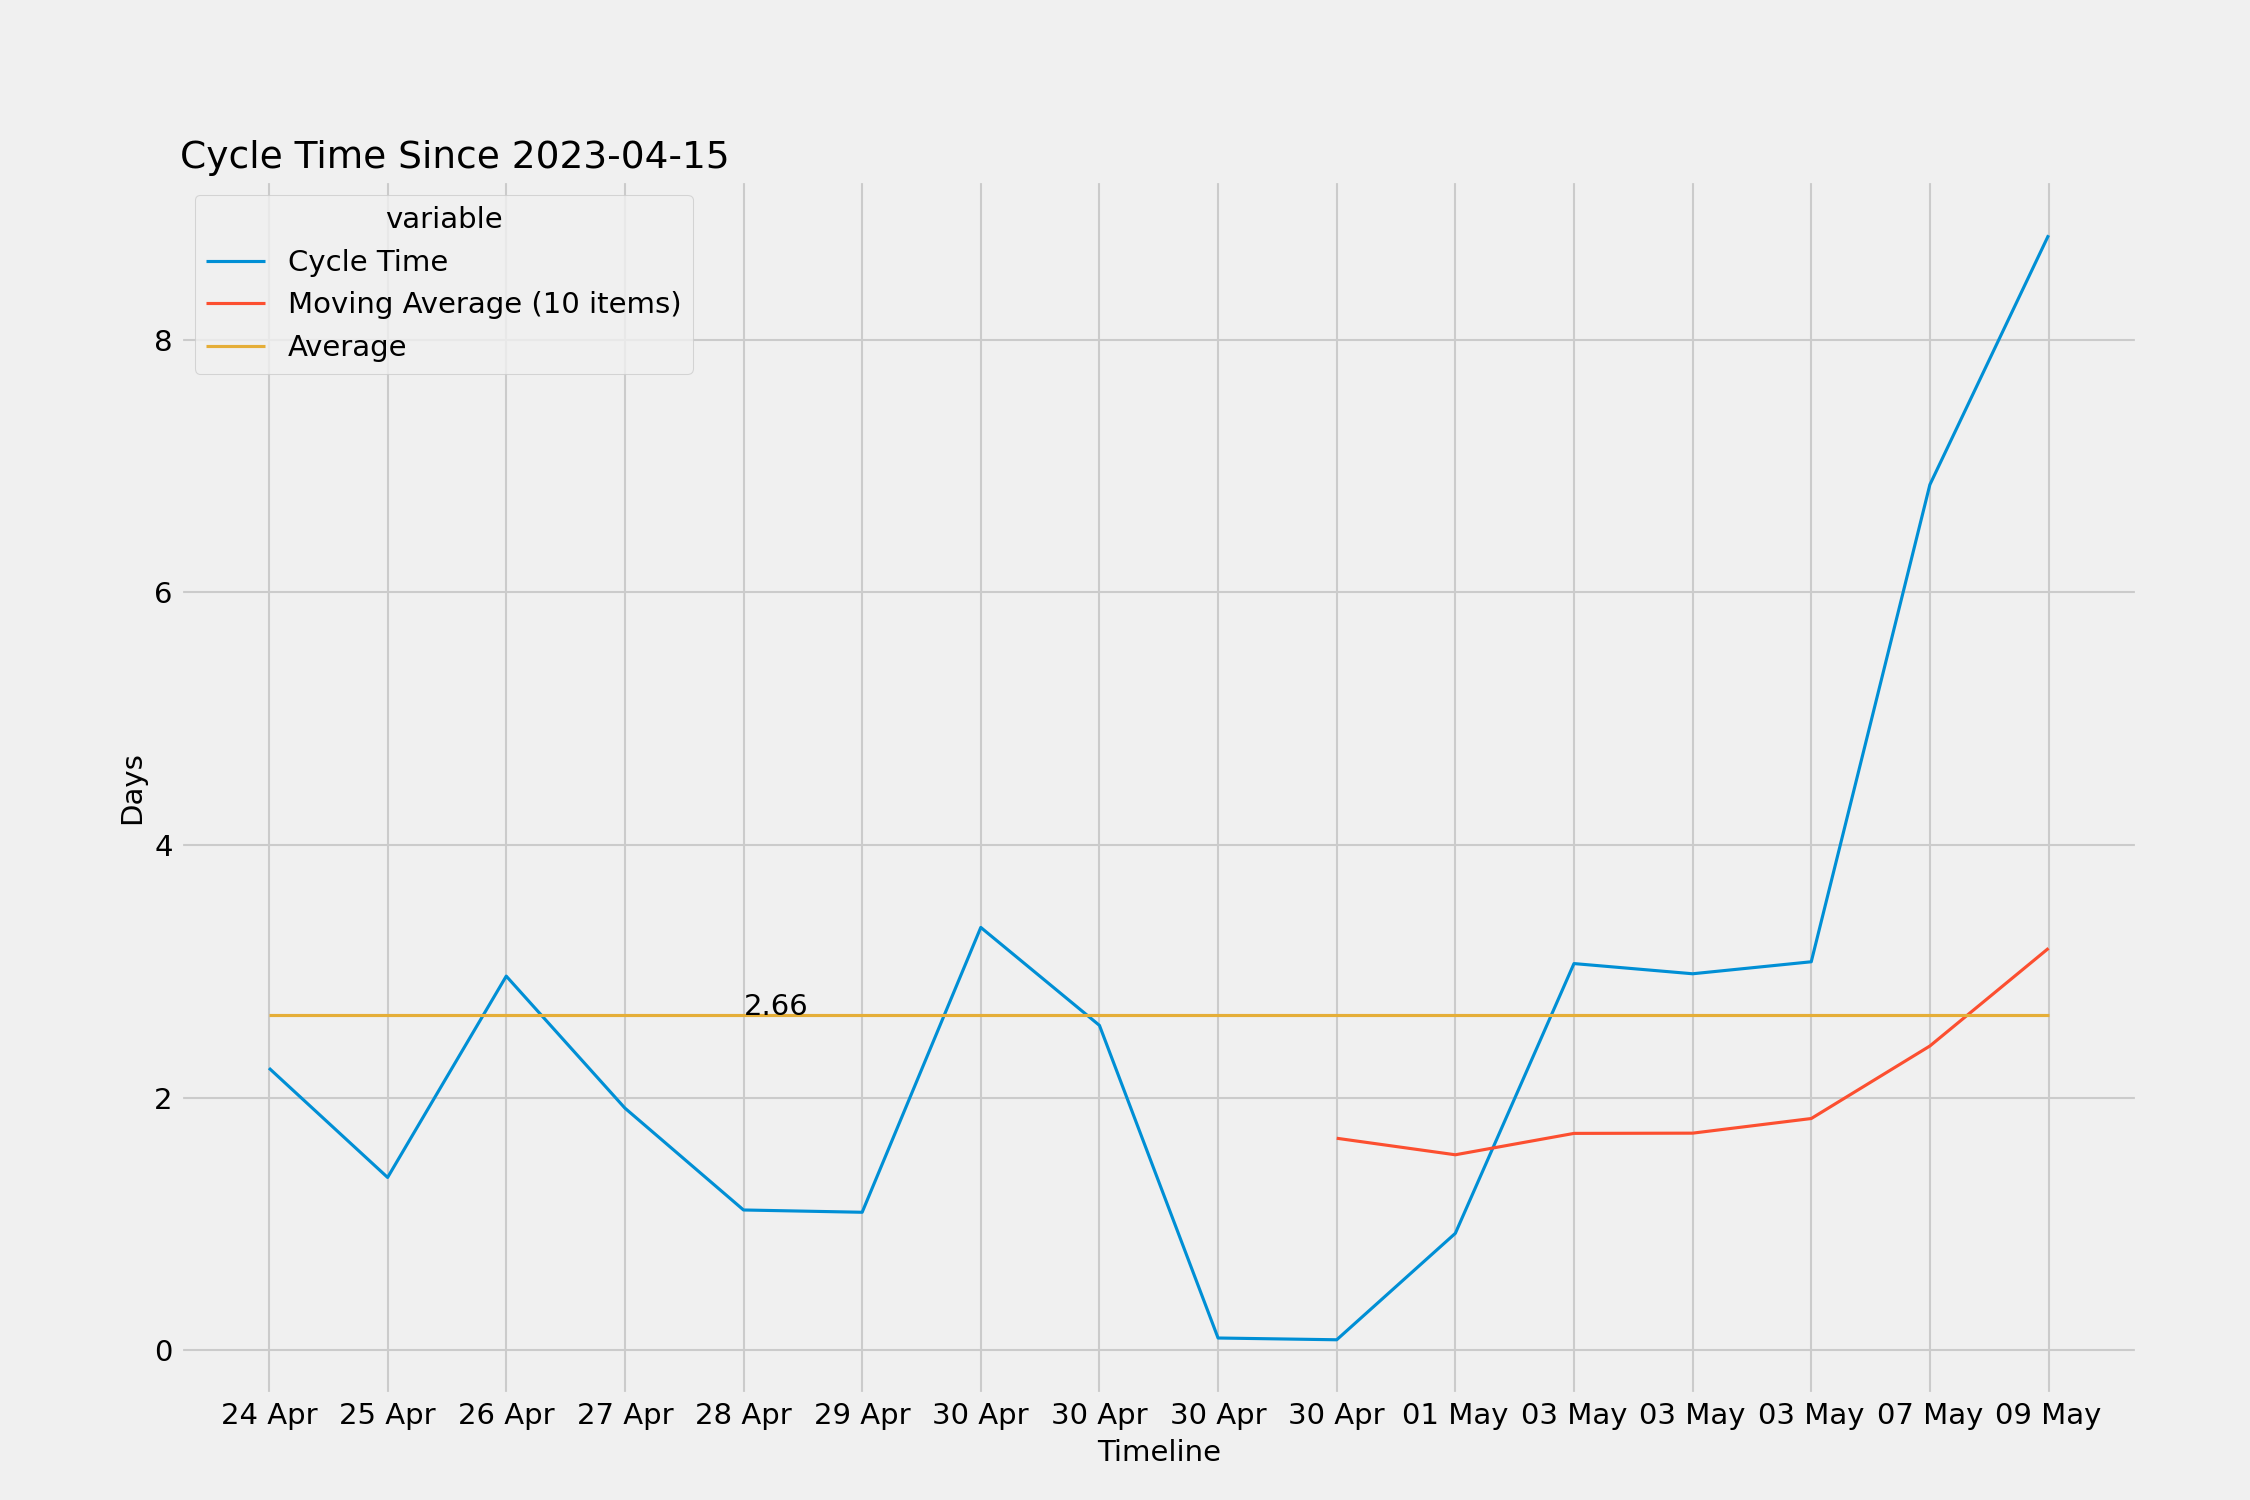 Cycle Time Since 2023-04-15
variable
Cycle Time
Moving Average (10 items)
Average
8
6
4
2
0
Days
2.66
24 Apr 25 Apr 26 Apr 27 Apr 28 Apr 29 Apr 30 Apr 30 Apr 30 Apr 30 Apr 01 May 03 May 03 May 03 May 07 May 09 May
Timeline